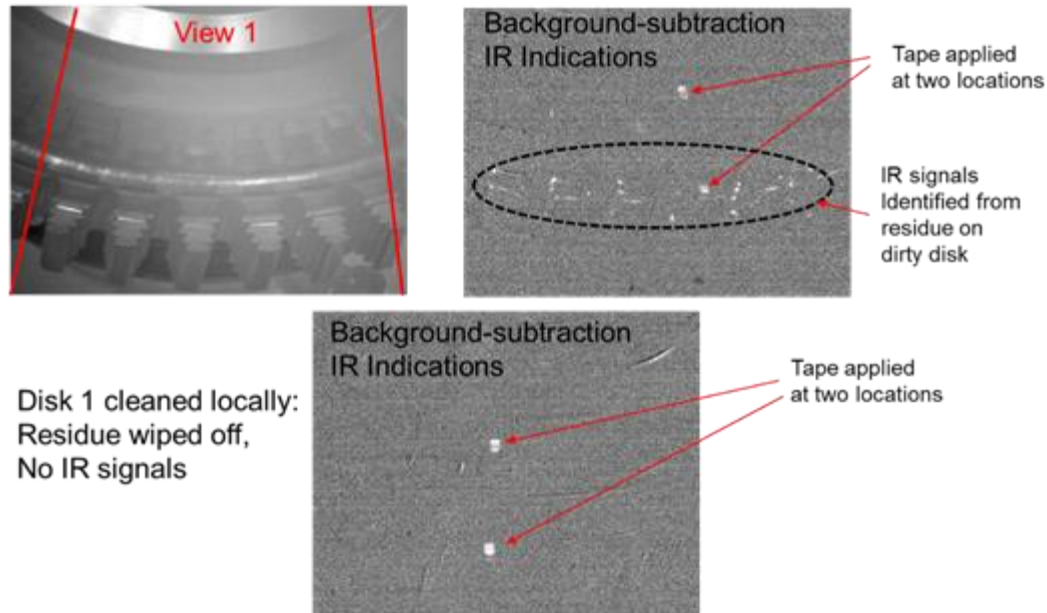 View 1
Background-subtraction
IR Indications
Tape applied
at two locations
IR signals
Identified from
residue on
dirty disk
Disk 1 cleaned locally:
Residue wiped off,
No IR signals
Background-subtraction
IR Indications
Tape applied
at two locations